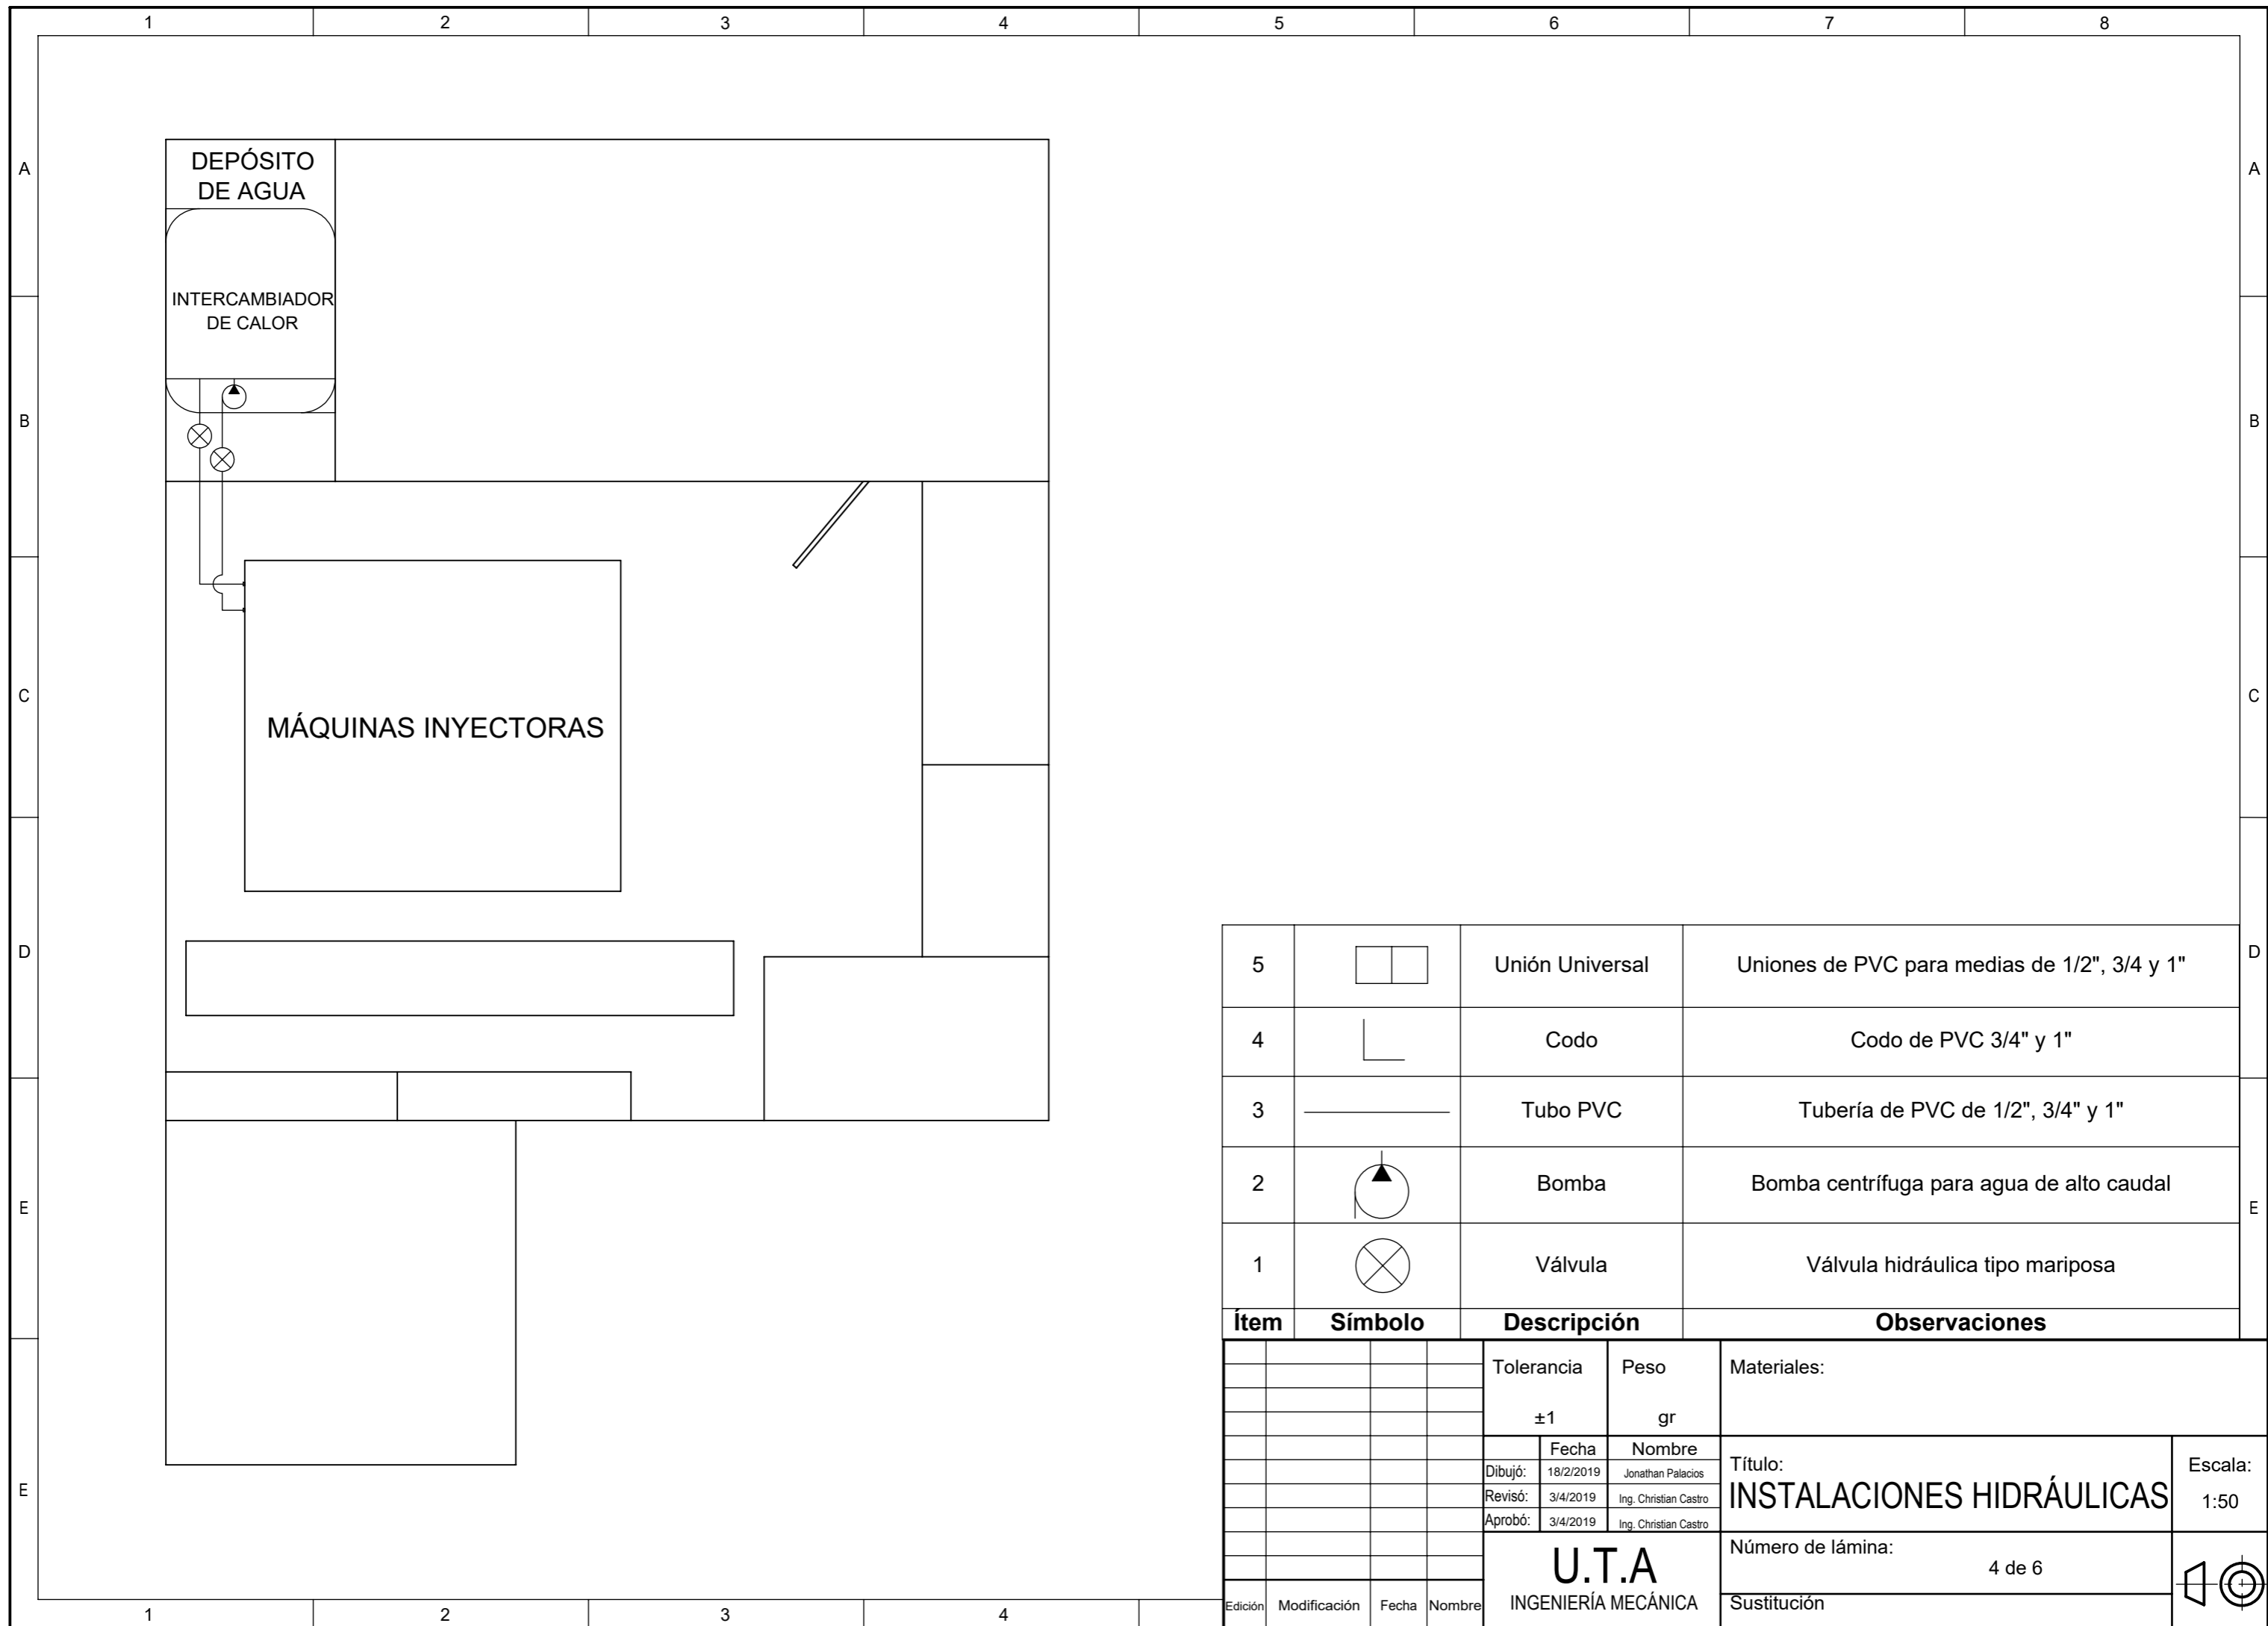 1 2 3 4 5 6 7 8
A A
B B
C C
D D
E E
E
DEPÓSITO
DE AGUA
INTERCAMBIADOR
DE CALOR
MÁQUINAS INYECTORAS
5 Unión Universal Uniones de PVC para medias de 1/2", 3/4 y 1"
4 Codo Codo de PVC 3/4" y 1"
3 Tubo PVC Tubería de PVC de 1/2", 3/4" y 1"
2 Bomba Bomba centrífuga para agua de alto caudal
1 Válvula Válvula hidráulica tipo mariposa
Ítem Símbolo Descripción Observaciones
Tolerancia Peso Materiales:
±1 gr
Fecha Nombre
Dibujó: 18/2/2019 Jonathan Palacios
Revisó: 3/4/2019 Ing. Christian Castro
Aprobó: 3/4/2019 Ing. Christian Castro
Título:
INSTALACIONES HIDRÁULICAS
Escala:
1:50
U.T.A
INGENIERÍA MECÁNICA
Número de lámina:
4 de 6
Sustitución
Edición Modificación Fecha Nombre
1 2 3 4